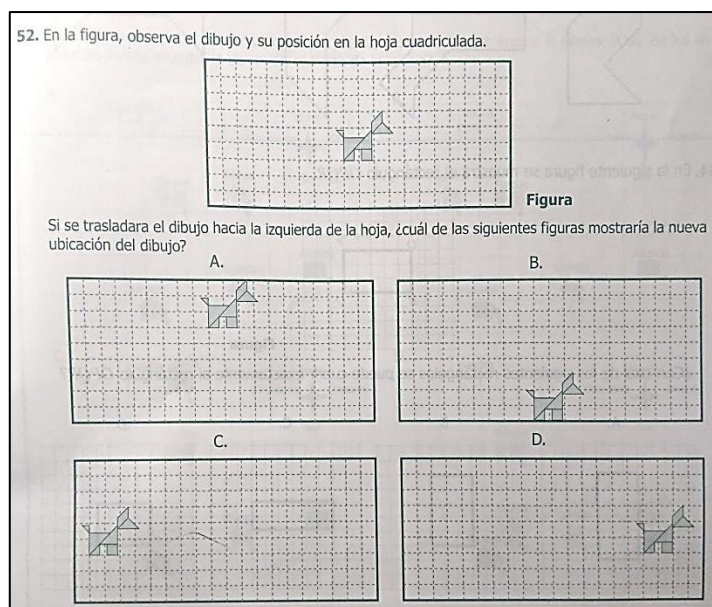 52. En la figura, observa el dibujo y su posición en la hoja cuadriculada.
Figura
Si se trasladara el dibujo hacia la izquierda de la hoja, ¿cuál de las siguientes figuras mostraría la nueva
ubicación del dibujo?
A.
B.
C.
D.